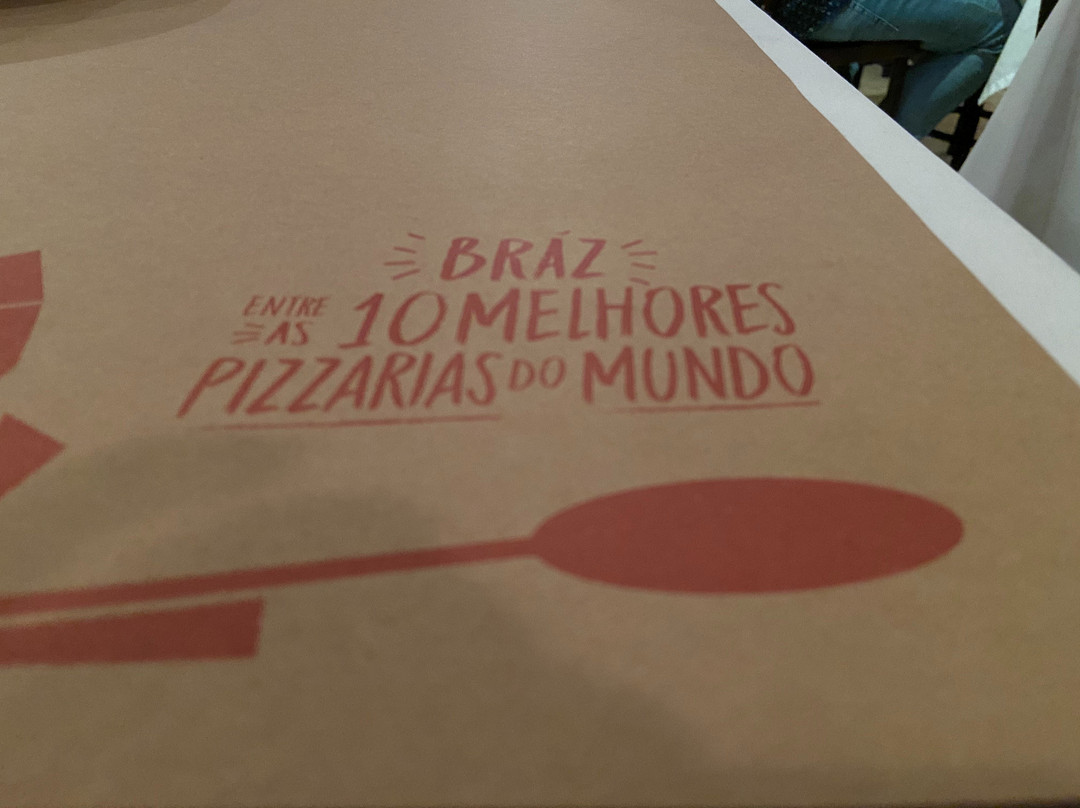 BRÁZ
ENTRE AS 10 MELHORES
PIZZARIAS DO MUNDO